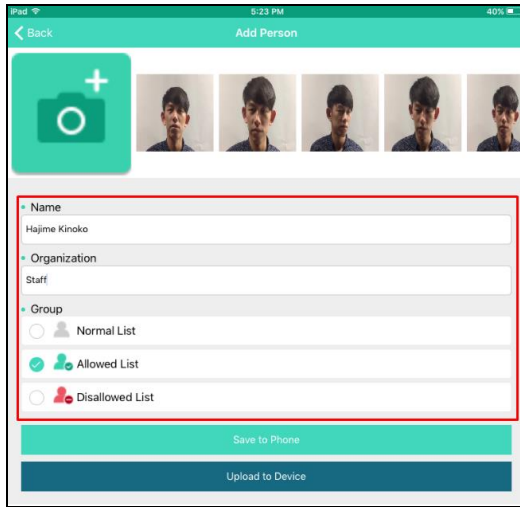 iPad
5:23 PM
40%
Back
Add Person
Name
Hajime Kinoko
Organization
Staff
Group
Normal List
Allowed List
Disallowed List
Save to Phone
Upload to Device